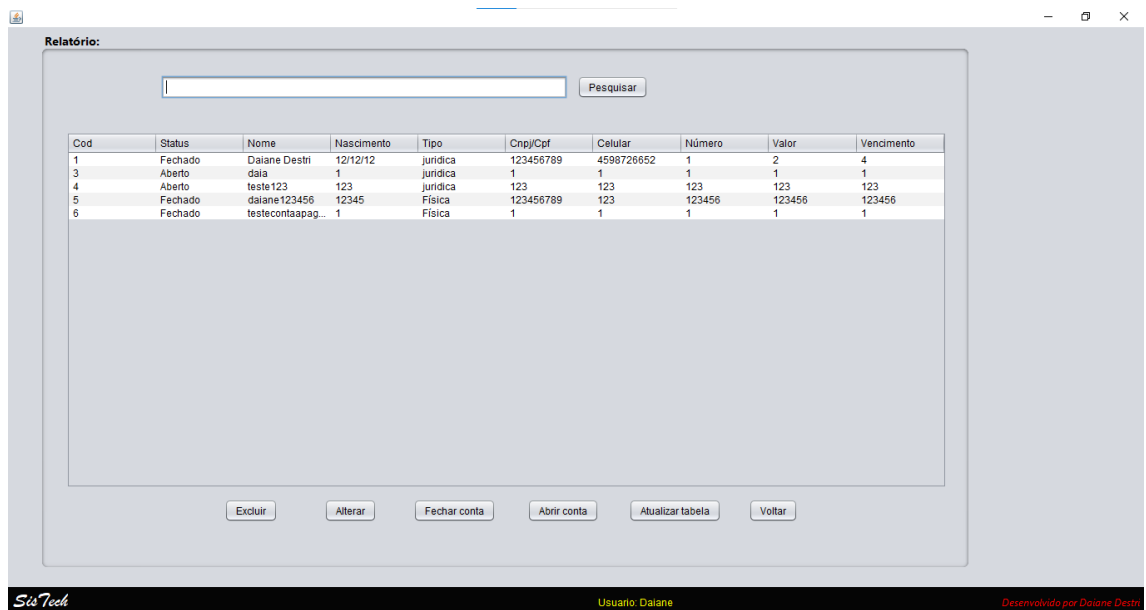 Relatório:
Pesquisar
Cod Status Nome Nascimento Tipo Cnpj/Cpf Celular Número Valor Vencimento
1 Fechado Daiane Destri 12/12/12 juridica 123456789 4598726652 1 2 4
3 Aberto daia 1 juridica 1 1 1 1 1
4 Aberto teste123 123 juridica 123 123 123 123 123
5 Fechado daiane123456 12345 Física 123456789 123 123456 123456 123456
6 Fechado testecontaapag... 1 Física 1 1 1 1 1
Excluir Alterar Fechar conta Abrir conta Atualizar tabela Voltar
SisTech Usuario: Daiane Desenvolvido por Daiane Destri